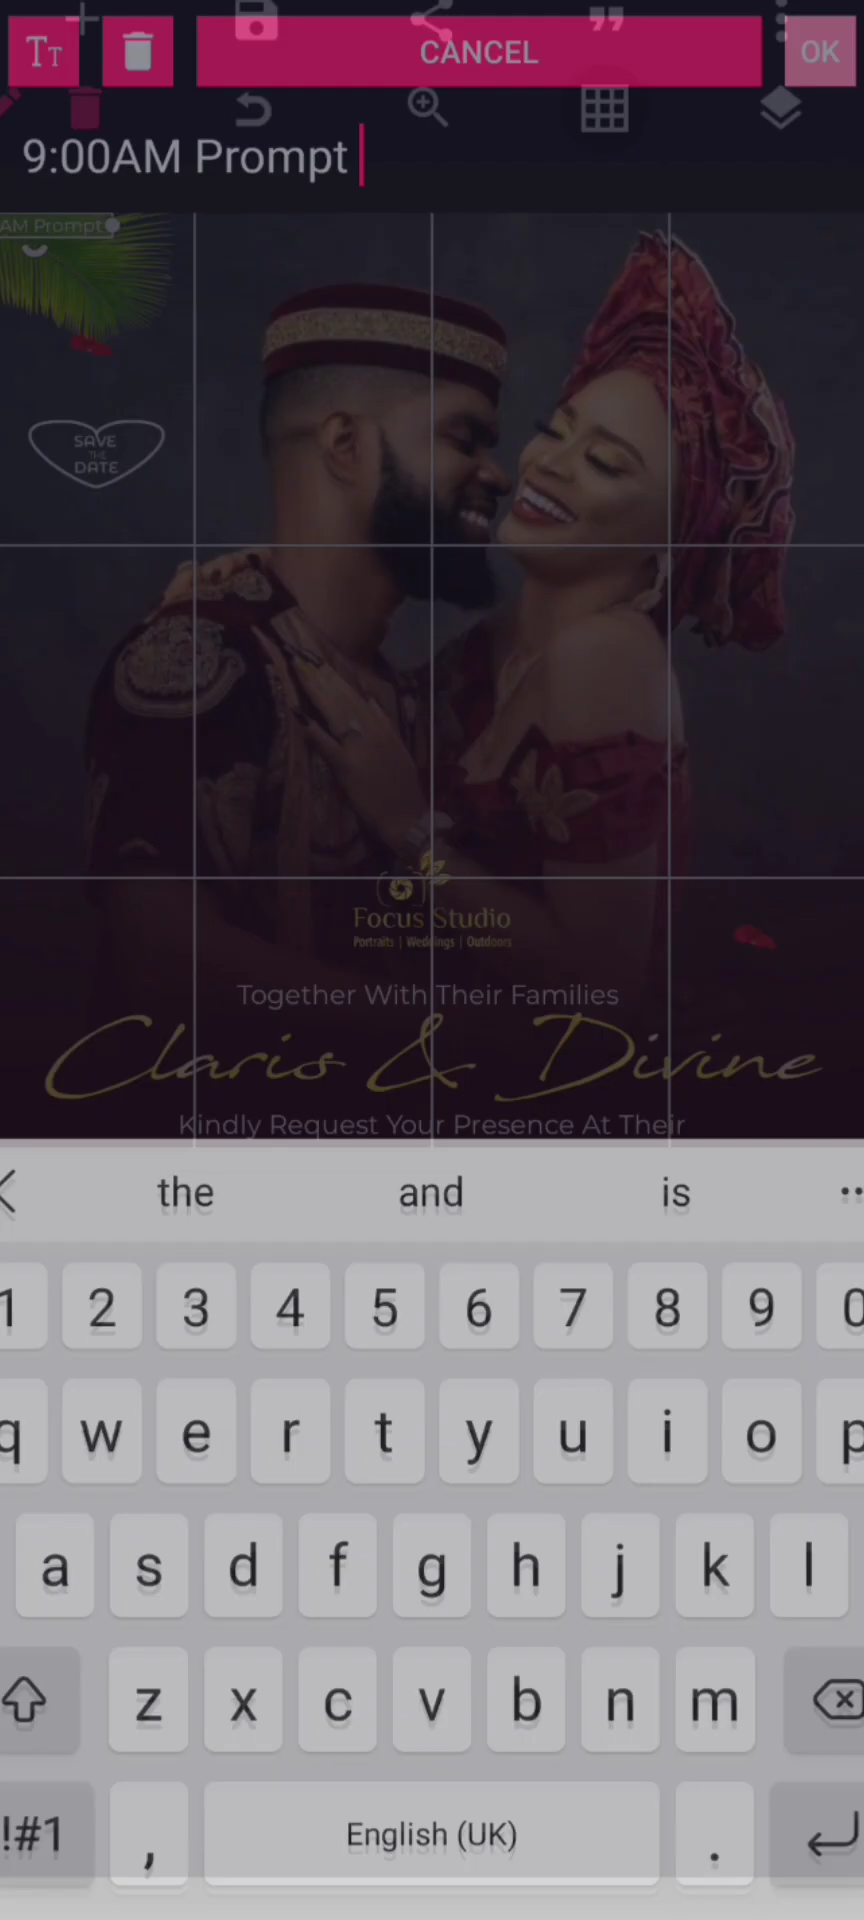 Tт
CANCEL
OK
9:00AM Prompt
AM Prompt
SAVE
THE
DATE
Focus Studio
Portraits | Weddings | Outdoors
Together With Their Families
Claris & Divine
Kindly Request Your Presence At Their
the and is
1 2 3 4 5 6 7 8 9 0
q w e r t y u i o p
a s d f g h j k l
z x c v b n m
!#1 , English (UK) .